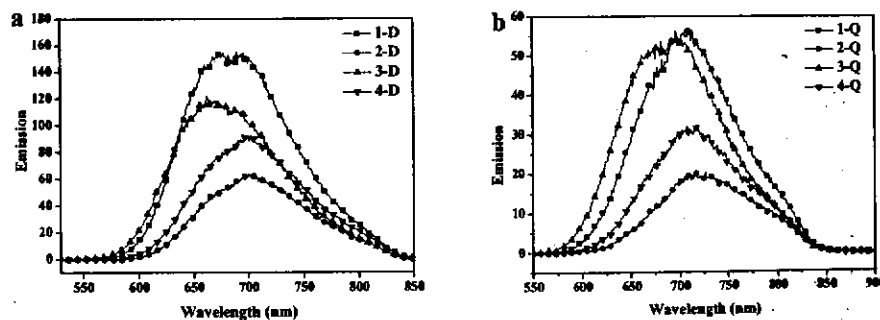 a
180
160
140
120
100
80
60
40
20
0
Emission
550 600 650 700 750 800 850
Wavelength (nm)
1-D
2-D
3-D
4-D
b
60
50
40
30
20
10
0
Emission
550 600 650 700 750 800 850 900
Wavelength (nm)
1-Q
2-Q
3-Q
4-Q